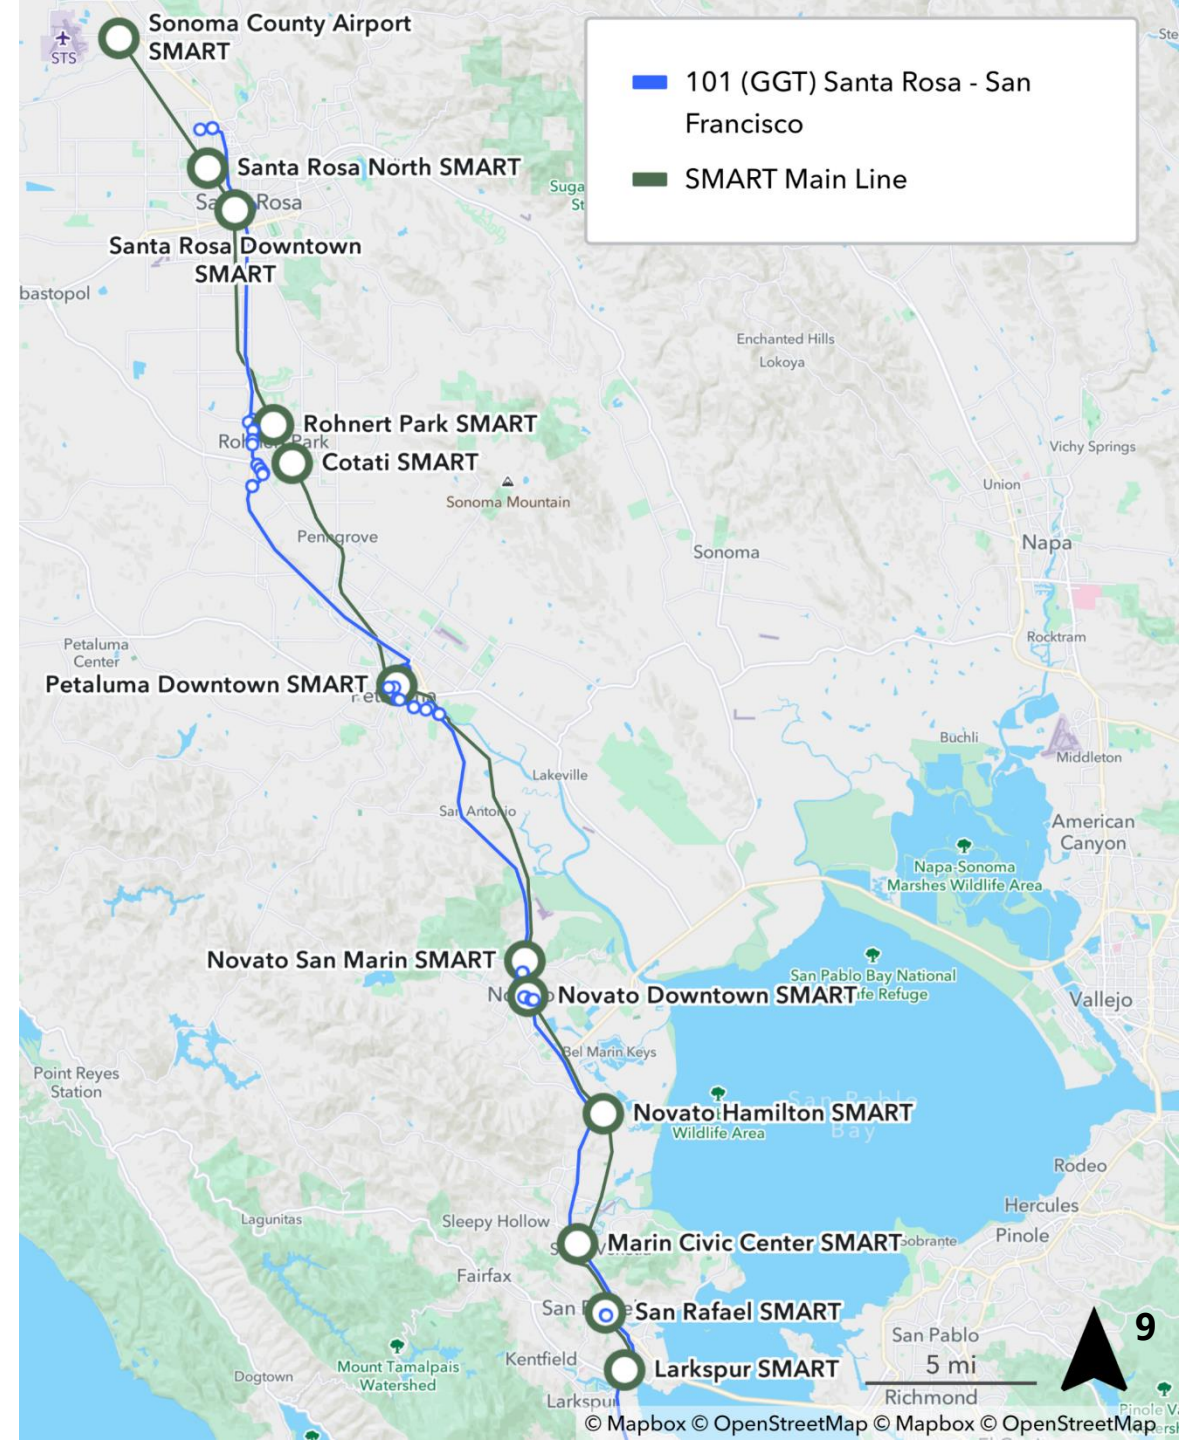 Sonoma County Airport
SMART
STS
101 (GGT) Santa Rosa - San
Francisco
SMART Main Line
Santa Rosa North SMART
Rosa
Santa Rosa Downtown
SMART
bastopol
Enchanted Hills
Lokoya
Rohnert Park SMART
Park
Cotati SMART
Vichy Springs
Union
Sonoma Mountain
Penngrove
Napa
Sonoma
Petaluma
Center
Rocktram
Petaluma Downtown SMART
Buchli
Middleton
Lakeville
San Antonio
American
Canyon
Napa-Sonoma
Marshes Wildlife Area
Novato San Marin SMART
San Pablo Bay National
ife Refuge
Novato Downtown SMART
Vallejo
Bel Marin Keys
Point Reyes
Station
Novato Hamilton SMART
Wildlife Area
Bay
Rodeo
Hercules
Pinole
Lagunitas
Sleepy Hollow
Marin Civic Center SMART
Sobrante
Fairfax
San
San Rafael SMART
9
San Pablo
5 mi
Kentfield
Larkspur SMART
Mount Tamalpais
Watershed
Dogtown
Richmond
Larkspur
© Mapbox © OpenStreetMap © Mapbox © OpenStreetMap